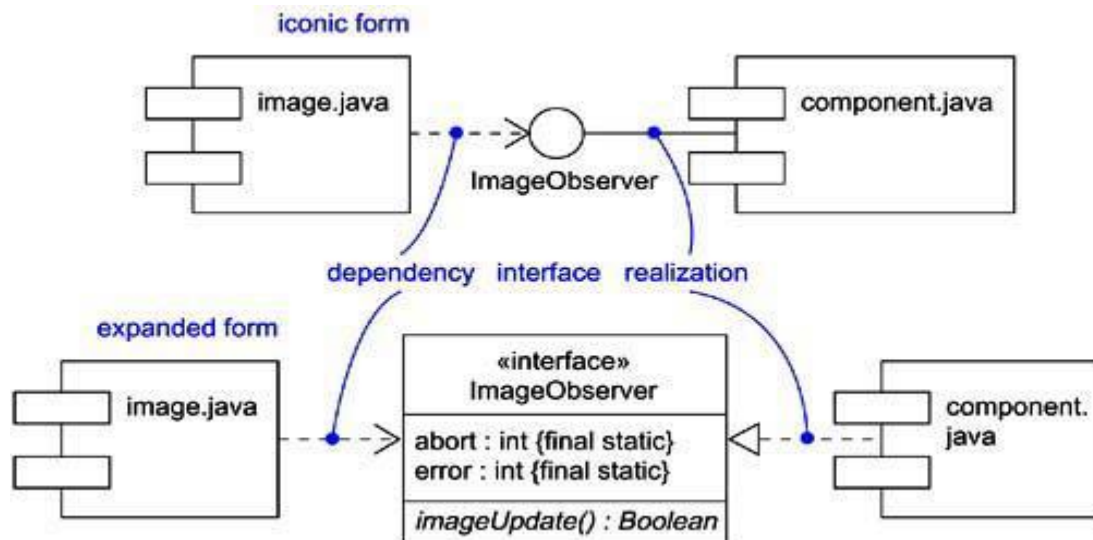 iconic form
image.java
component.java
ImageObserver
dependency interface realization
expanded form
image.java
«interface»
ImageObserver
abort : int {final static}
error : int {final static}
imageUpdate() : Boolean
component.
java